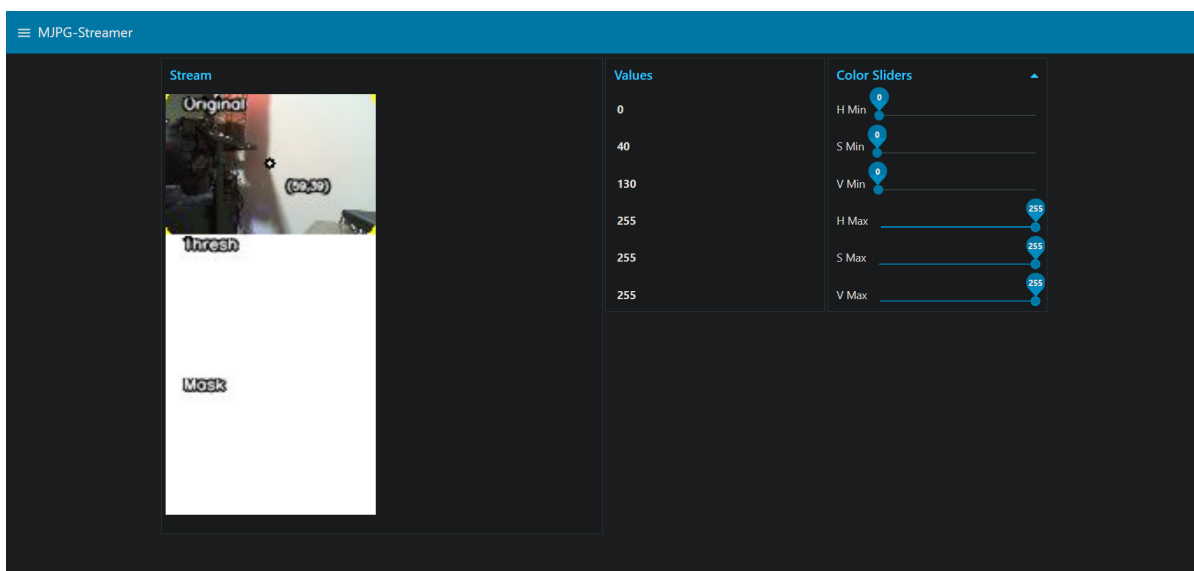 MJPG-Streamer
Stream
Original
(59,39)
Thresh
Mask
Values
0
40
130
255
255
255
Color Sliders
H Min 0
S Min 0
V Min 0
H Max 255
S Max 255
V Max 255